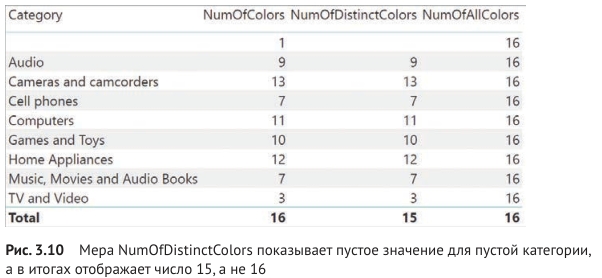 Category NumOfColors NumOfDistinctColors NumOfAllColors
1 16
Audio 9 9 16
Cameras and camcorders 13 13 16
Cell phones 7 7 16
Computers 11 11 16
Games and Toys 10 10 16
Home Appliances 12 12 16
Music, Movies and Audio Books 7 7 16
TV and Video 3 3 16
Total 16 15 16
Рис. 3.10 Мера NumOfDistinctColors показывает пустое значение для пустой категории,
а в итогах отображает число 15, а не 16